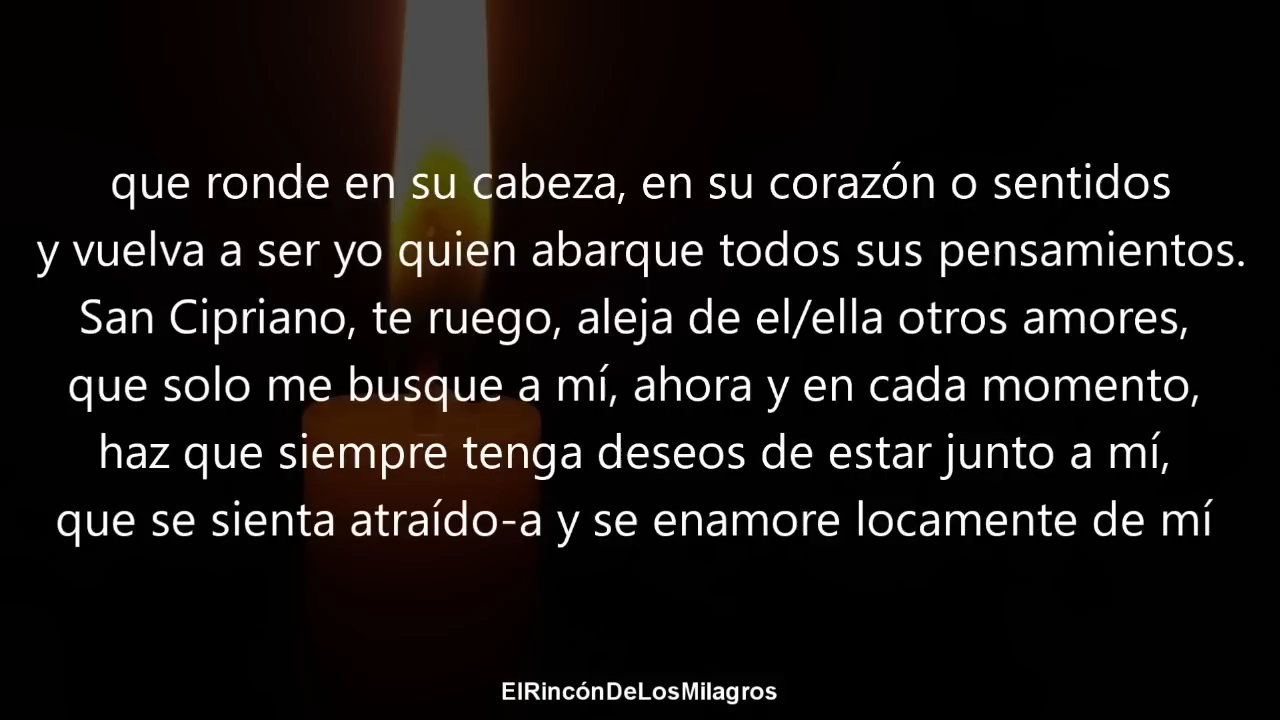 que ronde en su cabeza, en su corazón o sentidos
y vuelva a ser yo quien abarque todos sus pensamientos.
San Cipriano, te ruego, aleja de el/ella otros amores,
que solo me busque a mí, ahora y en cada momento,
haz que siempre tenga deseos de estar junto a mí,
que se sienta atraído-a y se enamore locamente de mí
ElRincónDeLosMilagros